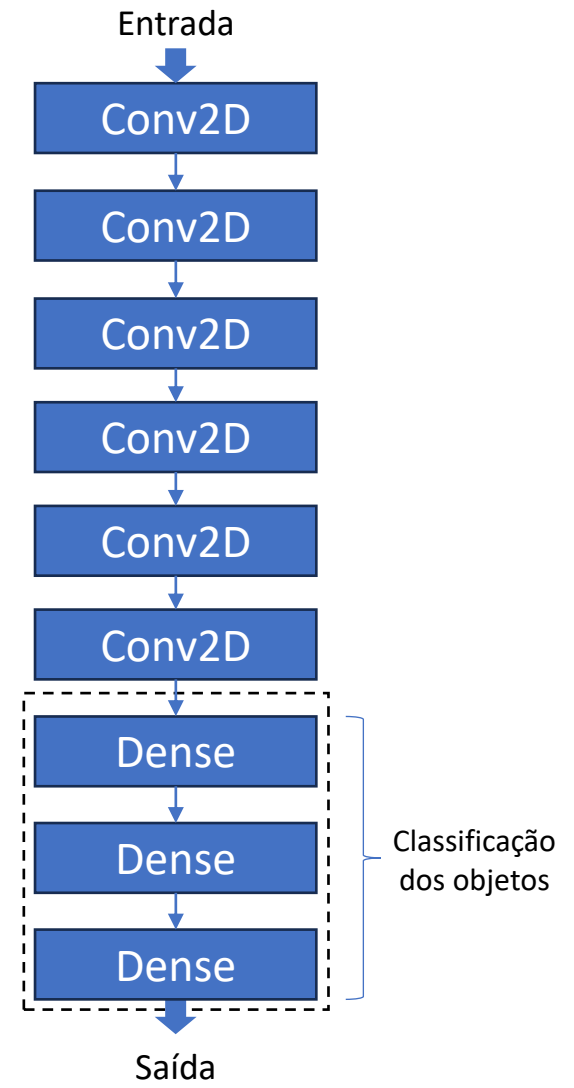 Entrada
Conv2D
Conv2D
Conv2D
Conv2D
Conv2D
Conv2D
Dense
Dense
Dense
Classificação
dos objetos
Saída